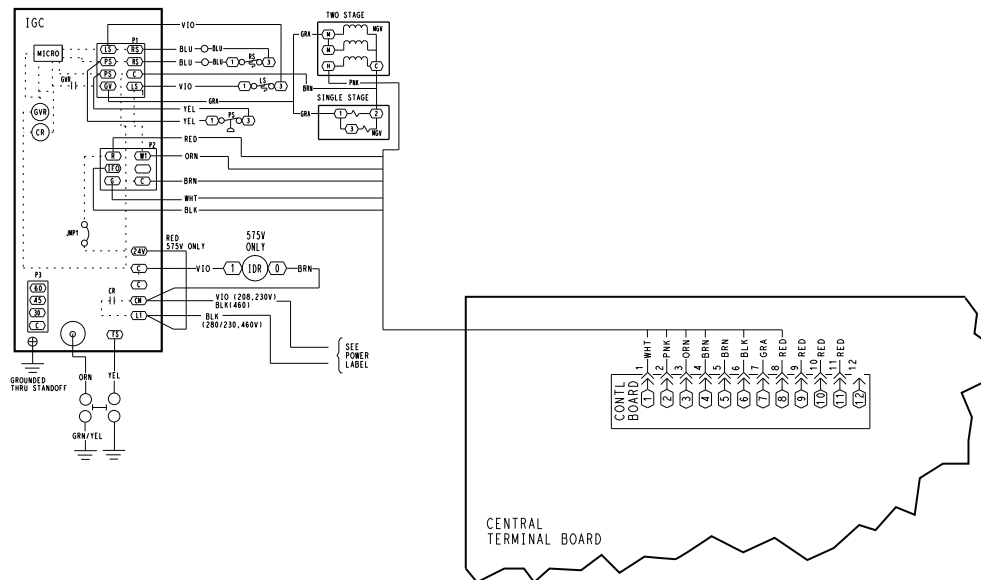 IGC
MICRO
GVR
GVR
CR
P1
LS RS
PS RS
PS C
GV LS
1
VIO
BLU BLU
BLU BLU 1 RS 3
VIO 1 LS 3
GRA
YEL
YEL 1 PS 3
RED
BRN
TWO STAGE
GRA
MGV
M
M
H C
PNK
SINGLE STAGE
GRA
1 2
3
MGV
P2
R W1
IFO
G C
ORN
BRN
WHT
BLK
JMP1
RED
575V ONLY
24V
C
C
CM
L1
CR
VIO 1 IDR 0 BRN
575V
ONLY
VIO (208,230V)
BLK(460)
BLK
(280/230,460V)
SEE
POWER
LABEL
P3
60
45
30
C
FS
GROUNDED
THRU STANDOFF
ORN
YEL
GRN/YEL
WHT PNK ORN BRN BRN BLK GRA RED RED RED RED
1 2 3 4 5 6 7 8 9 10 11 12
CONTL
BOARD
1 2 3 4 5 6 7 8 9 10 11 12
CENTRAL
TERMINAL BOARD